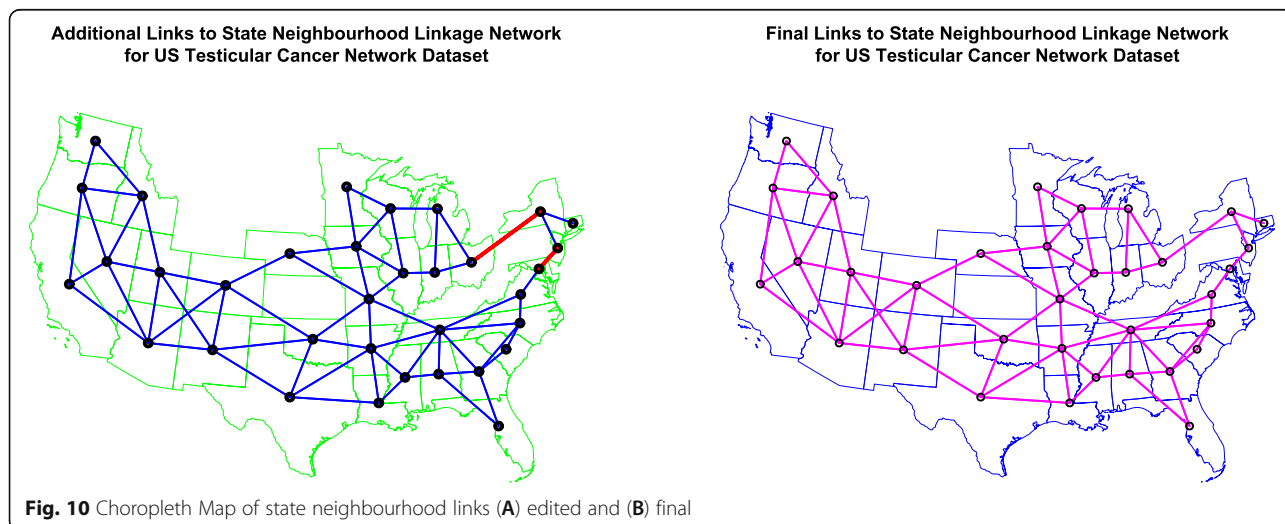 Additional Links to State Neighbourhood Linkage Network
for US Testicular Cancer Network Dataset
Final Links to State Neighbourhood Linkage Network
for US Testicular Cancer Network Dataset
Fig. 10 Choropleth Map of state neighbourhood links (A) edited and (B) final